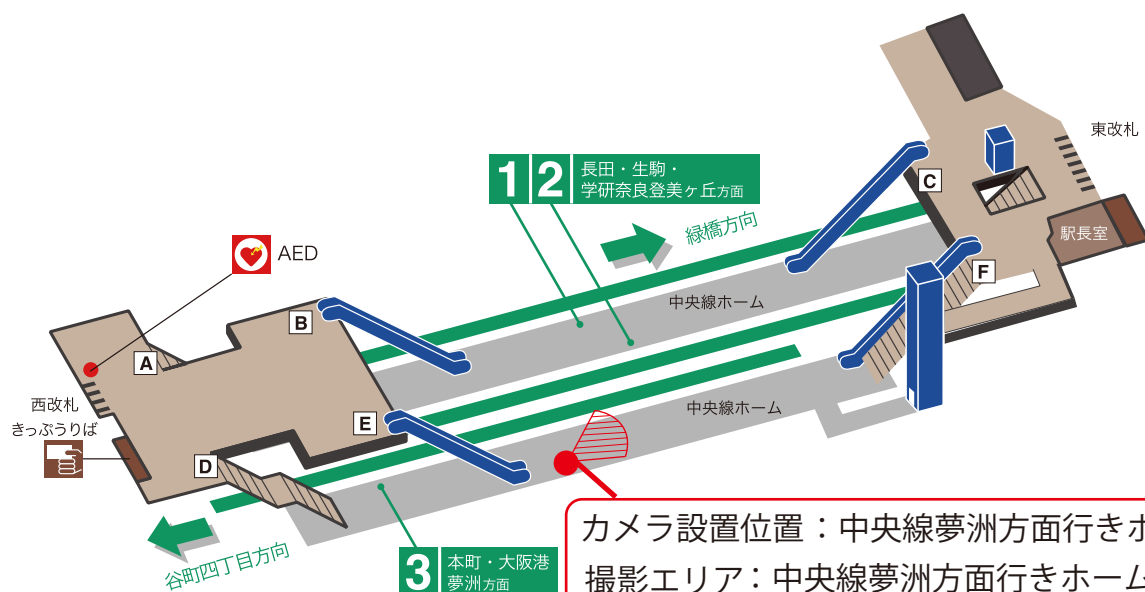 東改札
C
1 2 長田・生駒・
学研奈良登美ヶ丘方面
緑橋方向
駅長室
AED
F
中央線ホーム
B
A
西改札
きっぷうりば
E
中央線ホーム
D
谷町四丁目方向
3 本町・大阪港
夢洲方面
カメラ設置位置：中央線夢洲方面行きホ
撮影エリア：中央線夢洲方面行きホーム